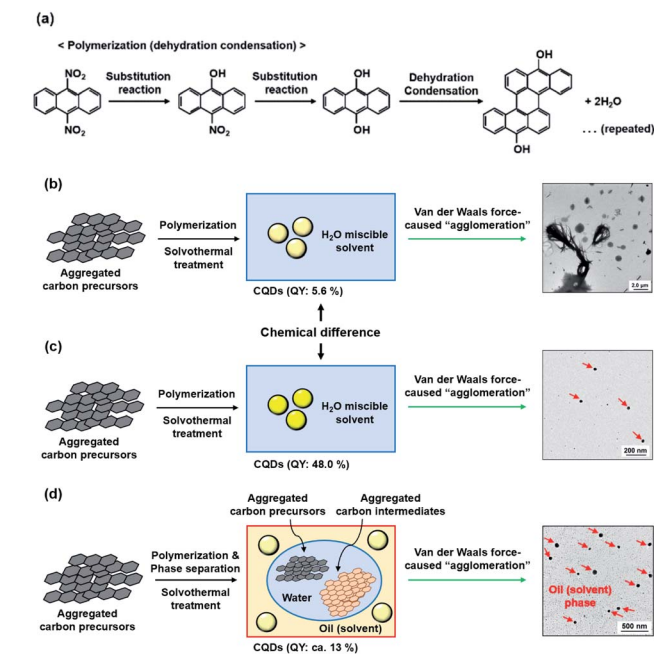 (a)
< Polymerization (dehydration condensation) >
NO2
NO2
Substitution
reaction
OH
NO2
Substitution
reaction
OH
OH
Dehydration
Condensation
OH
OH
+ 2H2O
... (repeated)
(b)
Aggregated
carbon precursors
Polymerization
Solvothermal
treatment
H2O miscible
solvent
CQDs (QY: 5.6 %)
Van der Waals force-
caused “agglomeration”
2.0 μm
Chemical difference
(c)
Aggregated
carbon precursors
Polymerization
Solvothermal
treatment
H2O miscible
solvent
CQDs (QY: 48.0 %)
Van der Waals force-
caused “agglomeration”
200 nm
(d)
Aggregated
carbon precursors
Polymerization &
Phase separation
Solvothermal
treatment
Aggregated
carbon precursors
Aggregated
carbon intermediates
Water
Oil (solvent)
CQDs (QY: ca. 13 %)
Van der Waals force-
caused “agglomeration”
Oil (solvent)
phase
500 nm